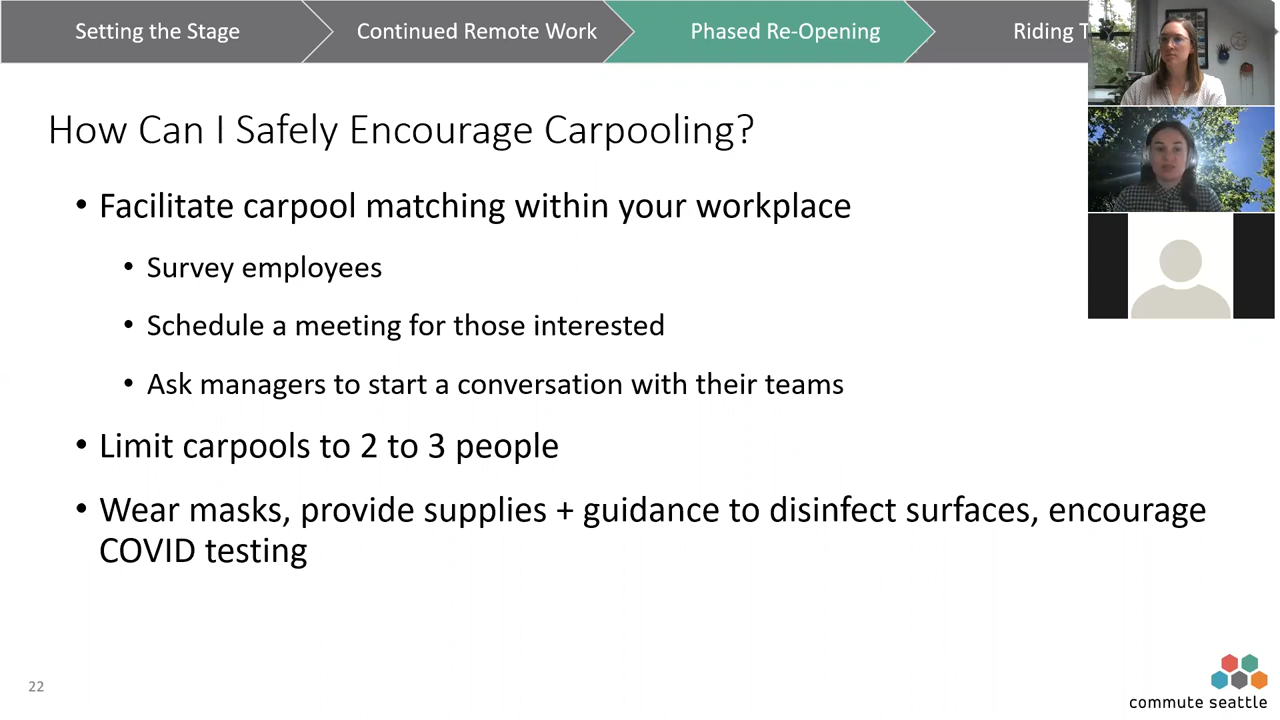 Setting the Stage
Continued Remote Work
Phased Re-Opening
Riding
How Can I Safely Encourage Carpooling?
• Facilitate carpool matching within your workplace
• Survey employees
• Schedule a meeting for those interested
• Ask managers to start a conversation with their teams
• Limit carpools to 2 to 3 people
• Wear masks, provide supplies + guidance to disinfect surfaces, encourage
COVID testing
22
commute seattle